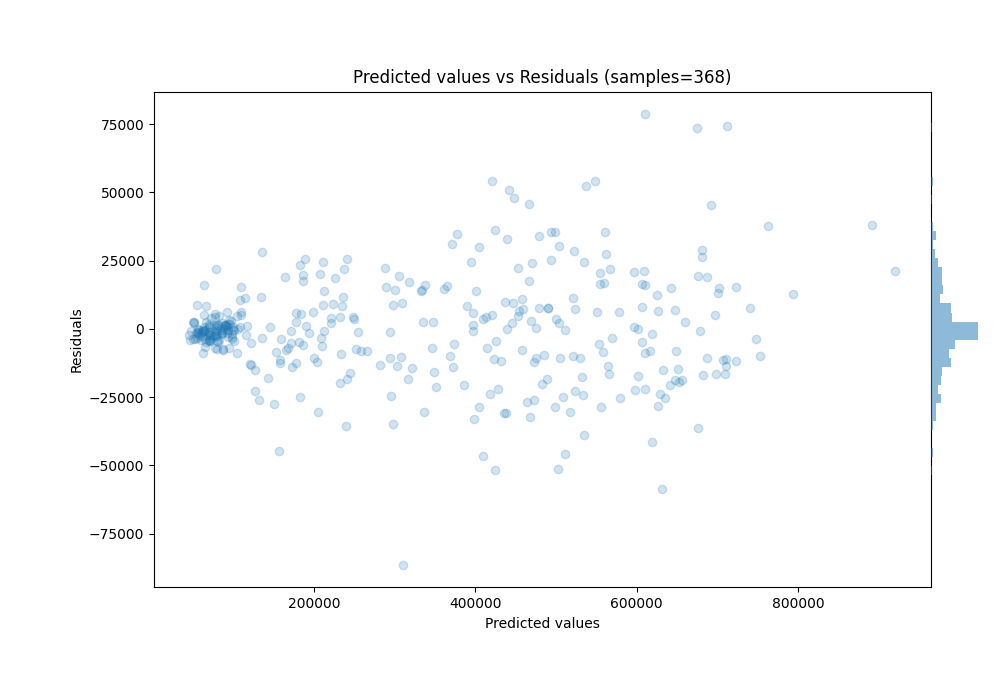 Predicted values vs Residuals (samples=368)
75000
50000
25000
0
−25000
−50000
−75000
Residuals
200000 400000 600000 800000
Predicted values